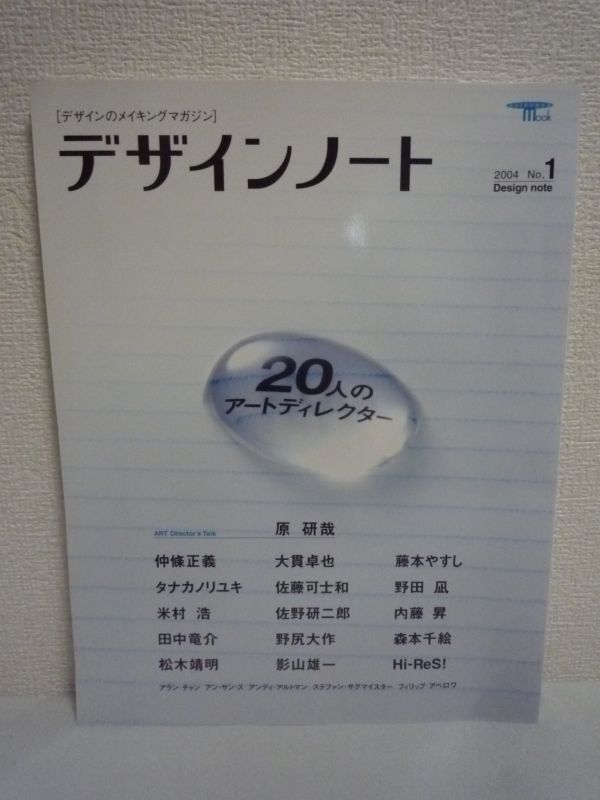 [デザインのメイキングマガジン]
mook
デザインノート
2004 No.1
Design note
20人の
アートディレクター
ART Director's Talk 原 研哉
仲條正義 大貫卓也 藤本やすし
タナカノリユキ 佐藤可士和 野田 凪
米村 浩 佐野研二郎 内藤 昇
田中竜介 野尻大作 森本千絵
松木靖明 影山雄一 Hi-ReS!
アラン・チャン アン・サン・ス アンディ・アルトマン ステファン・サグマイスター フィリップ・アペロワ